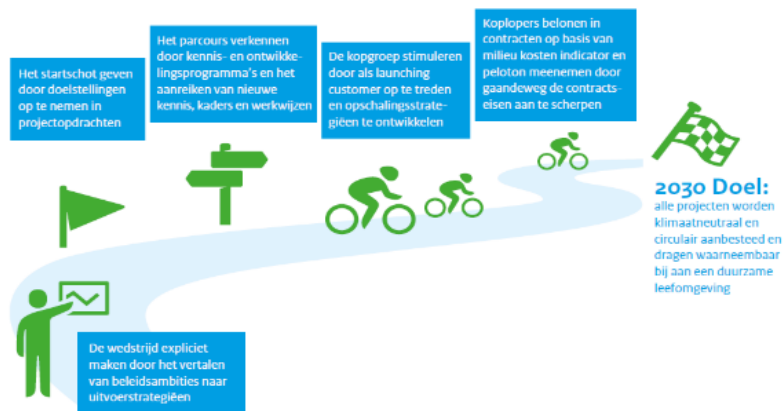 Het startschot geven
door doelstellingen
op te nemen in
projectopdrachten
Het parcours verkennen
door kennis- en ontwikke-
lingsprogramma's en het
aanreiken van nieuwe
kennis, kaders en werkwijzen
De kopgroep stimuleren
door als launching
customer op te treden
en opschalingsstrate-
giëen te ontwikkelen
Koplopers belonen in
contracten op basis van
milieu kosten indicator en
peloton meenemen door
gaandeweg de contracts-
eisen aan te scherpen
2030 Doel:
alle projecten worden
klimaatneutraal en
circulair aanbesteed en
dragen waarneembaar
bij aan een duurzame
leefomgeving
De wedstrijd expliciet
maken door het vertalen
van beleidsambities naar
uitvoerstrategiëen